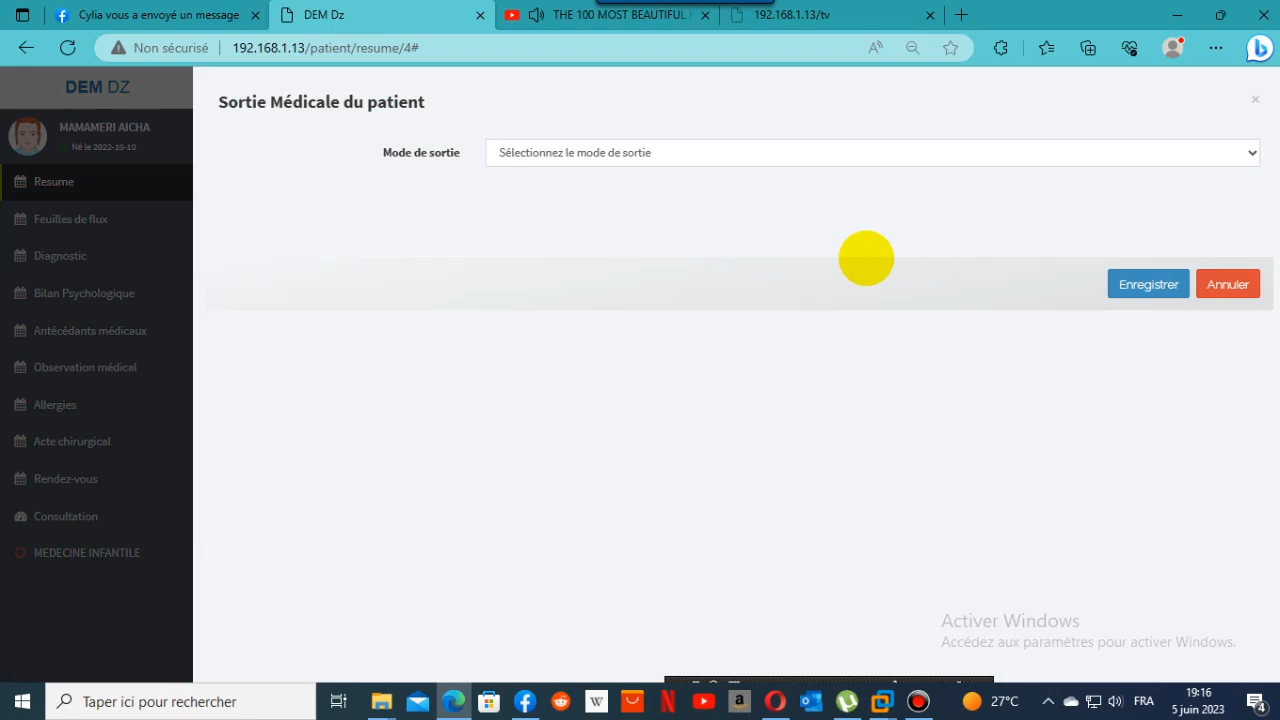 Cylia vous a envoyé un message
DEM Dz
THE 100 MOST BEAUTIFUL
192.168.1.13/tv
Non sécurisé
192.168.1.13/patient/resume/4#
DEM DZ
MAMAMERI AICHA
Né le 2022-10-10
Resume
Feuilles de flux
Diagnostic
Bilan Psychologique
Antécédants médicaux
Observation médical
Allergies
Acte chirurgical
Rendez-vous
Consultation
MEDECINE INFANTILE
Sortie Médicale du patient
×
Mode de sortie
Sélectionnez le mode de sortie
Enregistrer
Annuler
Activer Windows
Accédez aux paramètres pour activer Windows.
Taper ici pour rechercher
27°C
FRA
19:16
5 juin 2023
4